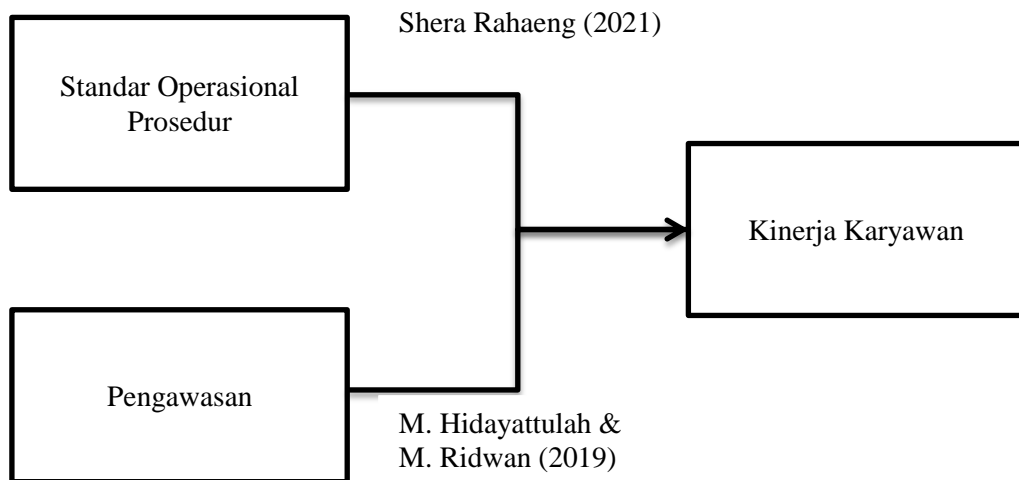 Shera Rahaeng (2021)
Standar Operasional
Prosedur
Kinerja Karyawan
Pengawasan
M. Hidayattulah &
M. Ridwan (2019)